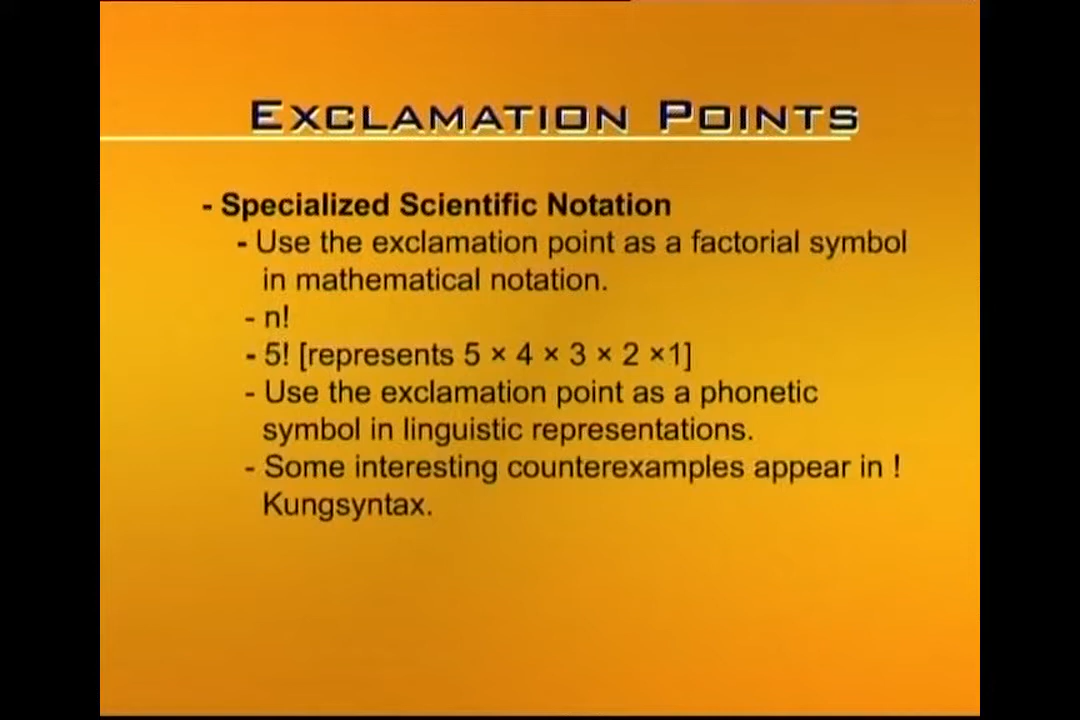 EXCLAMATION POINTS
- Specialized Scientific Notation
- Use the exclamation point as a factorial symbol
in mathematical notation.
- n!
- 5! [represents 5 × 4 × 3 × 2 ×1]
- Use the exclamation point as a phonetic
symbol in linguistic representations.
- Some interesting counterexamples appear in !
Kungsyntax.